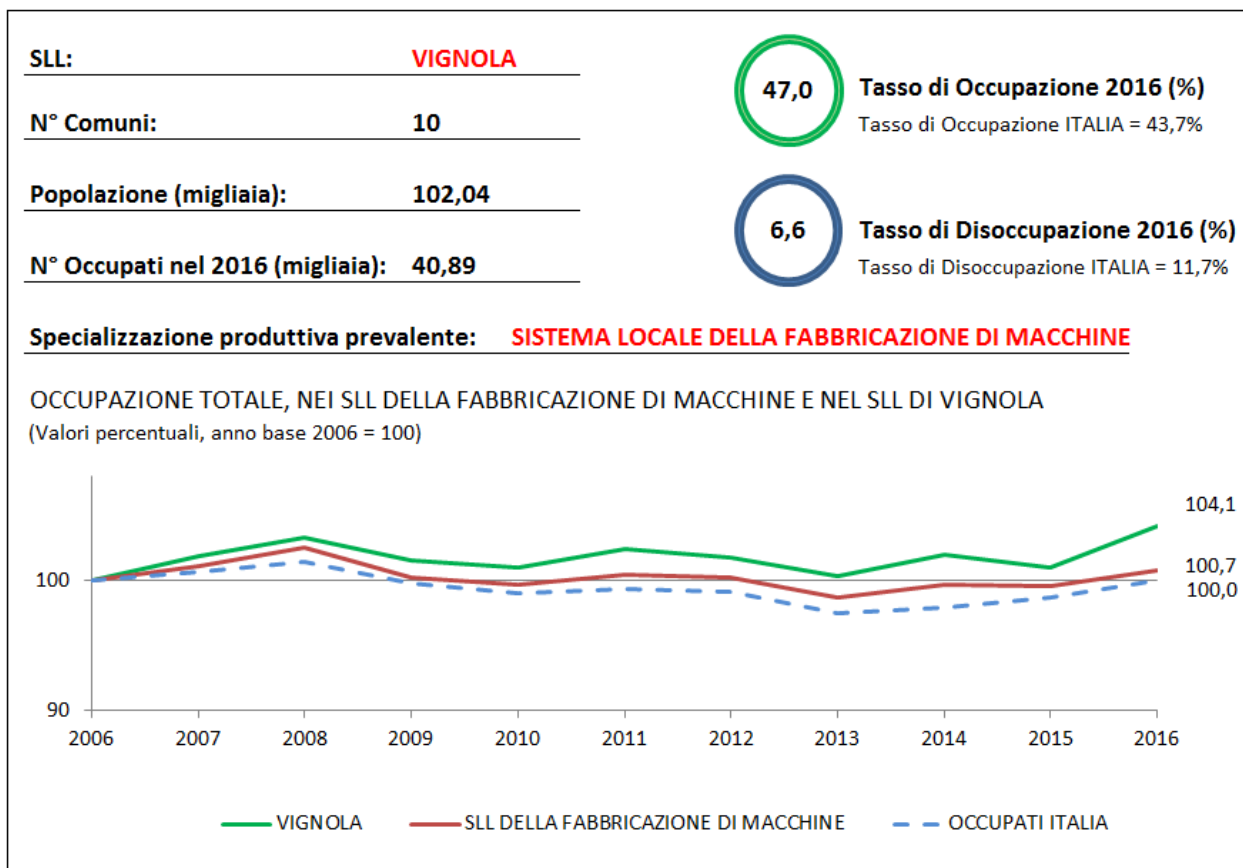 SLL: VIGNOLA
N° Comuni: 10
Popolazione (migliaia): 102,04
N° Occupati nel 2016 (migliaia): 40,89
47,0 Tasso di Occupazione 2016 (%)
Tasso di Occupazione ITALIA = 43,7%
6,6 Tasso di Disoccupazione 2016 (%)
Tasso di Disoccupazione ITALIA = 11,7%
Specializzazione produttiva prevalente: SISTEMA LOCALE DELLA FABBRICAZIONE DI MACCHINE
OCCUPAZIONE TOTALE, NEI SLL DELLA FABBRICAZIONE DI MACCHINE E NEL SLL DI VIGNOLA
(Valori percentuali, anno base 2006 = 100)
104,1
100,7
100,0
100
90
2006 2007 2008 2009 2010 2011 2012 2013 2014 2015 2016
VIGNOLA SLL DELLA FABBRICAZIONE DI MACCHINE OCCUPATI ITALIA